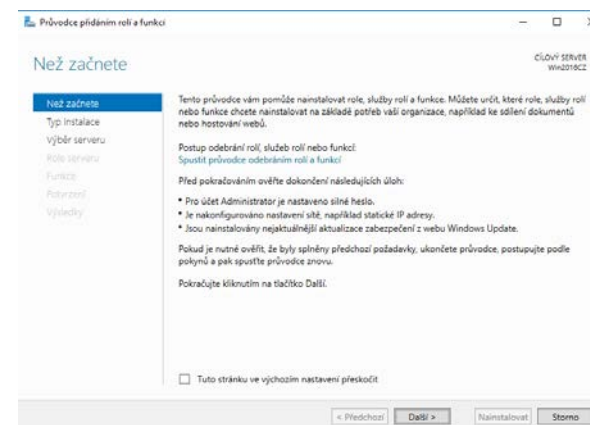 Průvodce přidáním rolí a funkcí
Než začnete
CÍLOVÝ SERVER
Win2016CZ
Než začnete
Typ instalace
Výběr serveru
Role serveru
Funkce
Potvrzení
Výsledky
Tento průvodce vám pomůže nainstalovat role, služby rolí a funkce. Můžete určit, které role, služby rolí
nebo funkce chcete nainstalovat na základě potřeb vaší organizace, například ke sdílení dokumentů
nebo hostování webů.
Postup odebrání rolí, služeb rolí nebo funkcí:
Spustit průvodce odebráním rolí a funkcí
Před pokračováním ověřte dokončení následujících úloh:
• Pro účet Administrator je nastaveno silné heslo.
• Je nakonfigurováno nastavení sítě, například statické IP adresy.
• Jsou nainstalovány nejaktuálnější aktualizace zabezpečení z webu Windows Update.
Pokud je nutné ověřit, že byly splněny předchozí požadavky, ukončete průvodce, postupujte podle
pokynů a pak spusťte průvodce znovu.
Pokračujte kliknutím na tlačítko Další.
Tuto stránku ve výchozím nastavení přeskočit
< Předchozí
Další >
Nainstalovat
Storno